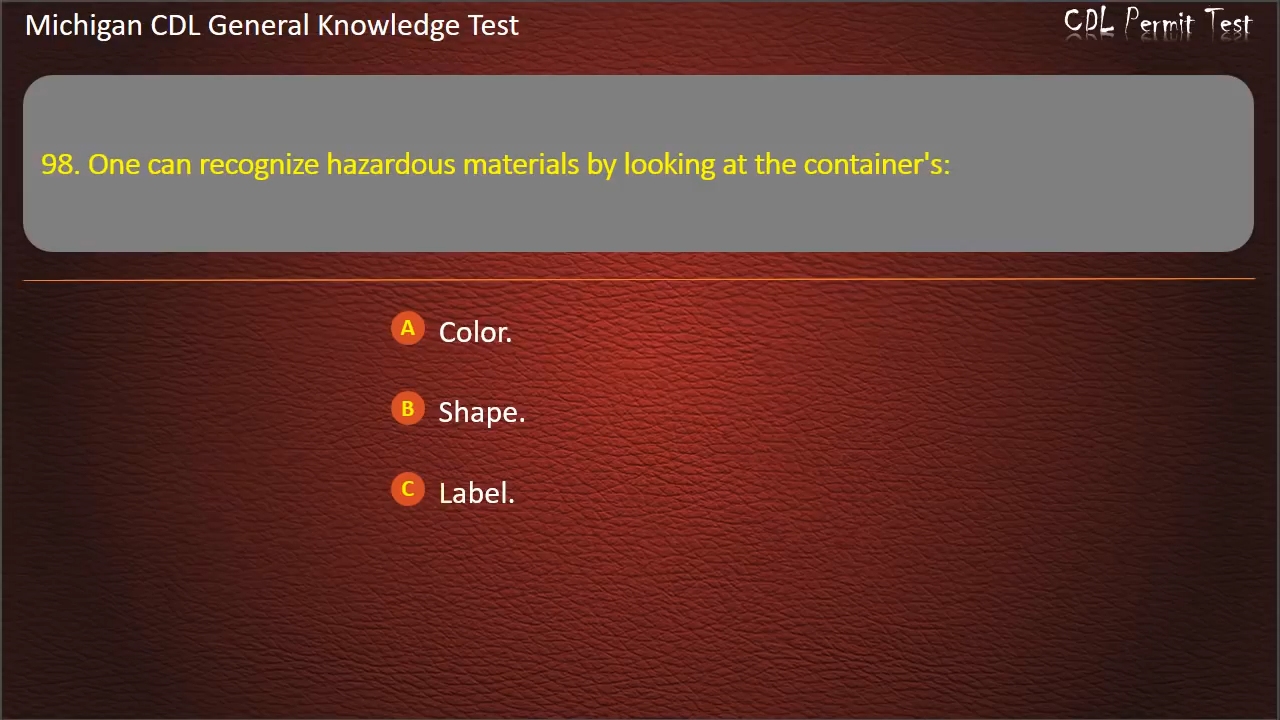 Michigan CDL General Knowledge Test
CDL Permit Test
98. One can recognize hazardous materials by looking at the container's:
A Color.
B Shape.
C Label.